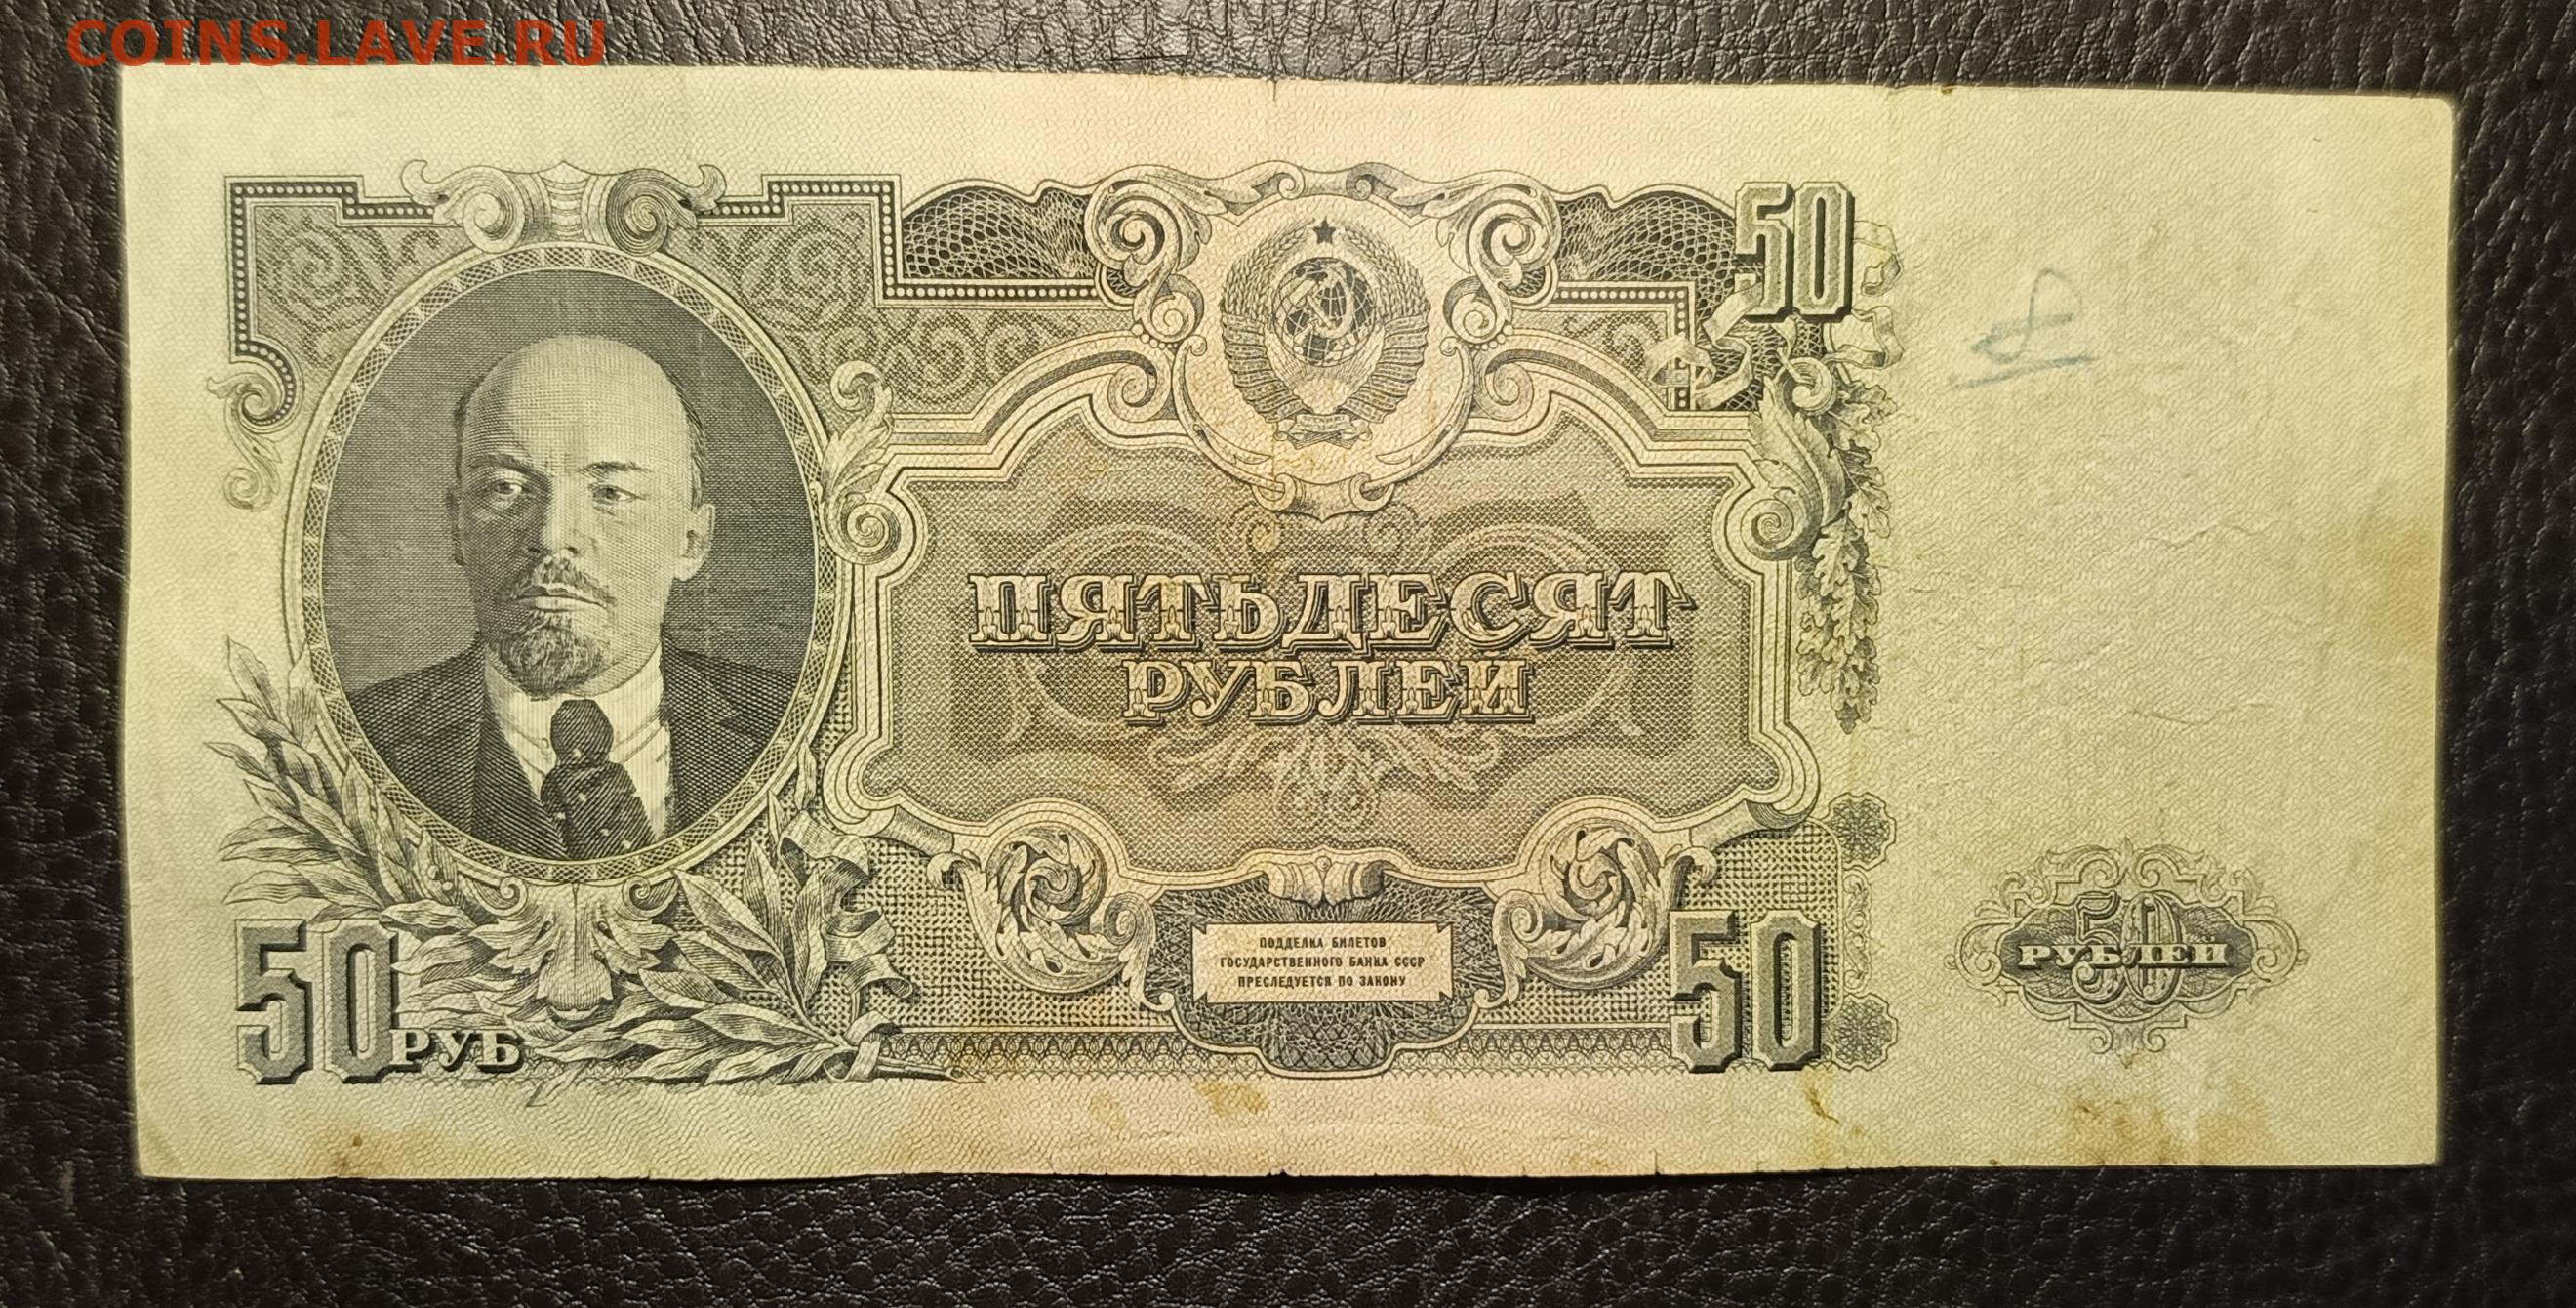 COINS.LAVE.RU
50
ПЯТЬДЕСЯТ
РУБЛЕЙ
ПОДДЕЛКА БИЛЕТОВ
ГОСУДАРСТВЕННОГО БАНКА СССР
ПРЕСЛЕДУЕТСЯ ПО ЗАКОНУ
50 РУБ
50
50
РУБЛЕЙ